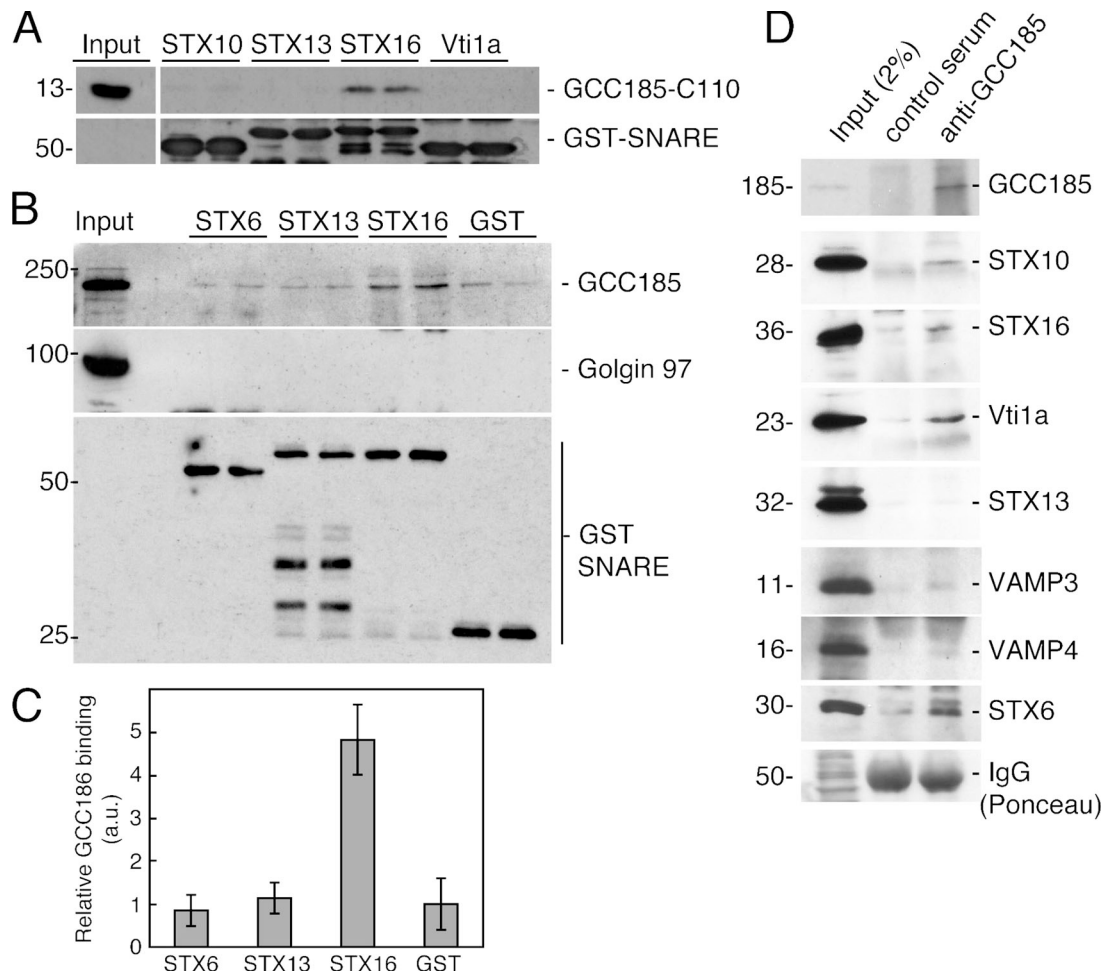 A
Input STX10 STX13 STX16 Vti1a
13- - GCC185-C110
50- - GST-SNARE
B
Input STX6 STX13 STX16 GST
250- - GCC185
100- - Golgin 97
50-
GST
SNARE
25-
C
Relative GCC186 binding
(a.u.)
5
4
3
2
1
0
STX6 STX13 STX16 GST
D
Input (2%) control serum anti-GCC185
185- - GCC185
28- - STX10
36- - STX16
23- - Vti1a
32- - STX13
11- - VAMP3
16- - VAMP4
30- - STX6
50- - IgG
(Ponceau)